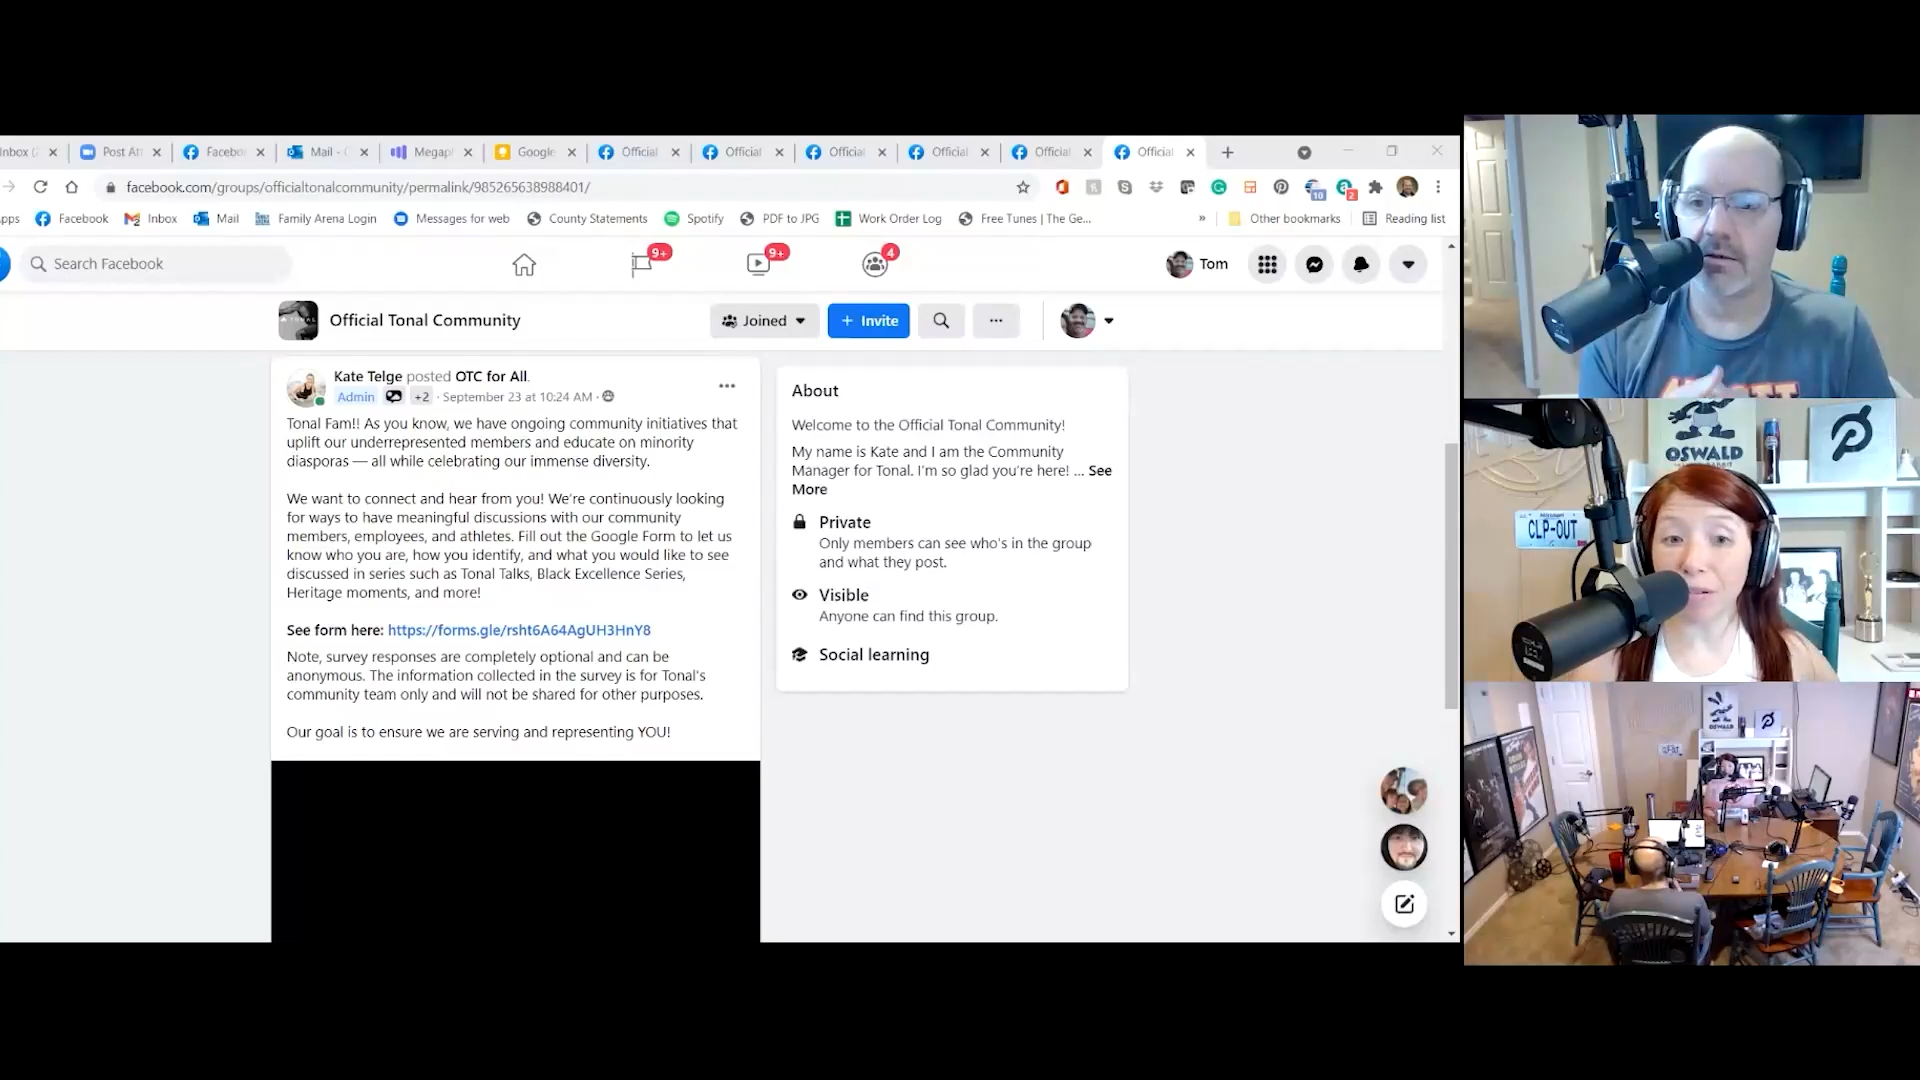 Inbox (
Post Att
Facebo
Mail - C
Megap
Google
Official
Official
Official
Official
Official
Official
facebook.com/groups/officialtonalcommunity/permalink/985265638988401/
10
2
Facebook
Inbox
Mail
Family Arena Login
Messages for web
County Statements
Spotify
PDF to JPG
Work Order Log
Free Tunes | The Ge...
»
Other bookmarks
Reading list
Search Facebook
9+
9+
4
Tom
Official Tonal Community
Joined
+ Invite
Kate Telge posted OTC for All.
Admin +2 · September 23 at 10:24 AM ·
Tonal Fam!! As you know, we have ongoing community initiatives that
uplift our underrepresented members and educate on minority
diasporas — all while celebrating our immense diversity.
We want to connect and hear from you! We're continuously looking
for ways to have meaningful discussions with our community
members, employees, and athletes. Fill out the Google Form to let us
know who you are, how you identify, and what you would like to see
discussed in series such as Tonal Talks, Black Excellence Series,
Heritage moments, and more!
See form here: https://forms.gle/rsht6A64AgUH3HnY8
Note, survey responses are completely optional and can be
anonymous. The information collected in the survey is for Tonal's
community team only and will not be shared for other purposes.
Our goal is to ensure we are serving and representing YOU!
About
Welcome to the Official Tonal Community!
My name is Kate and I am the Community
Manager for Tonal. I'm so glad you're here! ... See
More
Private
Only members can see who's in the group
and what they post.
Visible
Anyone can find this group.
Social learning
OSWALD
CLP-OUT
OSWALD